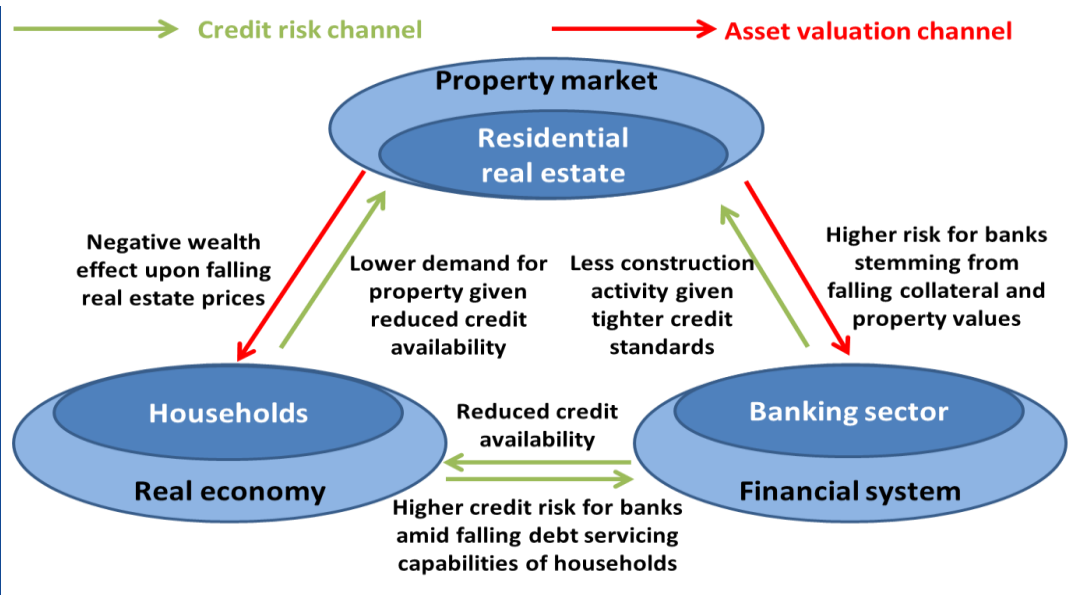 Credit risk channel
Asset valuation channel
Property market
Residential
real estate
Negative wealth
effect upon falling
real estate prices
Lower demand for
property given
reduced credit
availability
Less construction
activity given
tighter credit
standards
Higher risk for banks
stemming from
falling collateral and
property values
Households
Real economy
Reduced credit
availability
Higher credit risk for banks
amid falling debt servicing
capabilities of households
Banking sector
Financial system